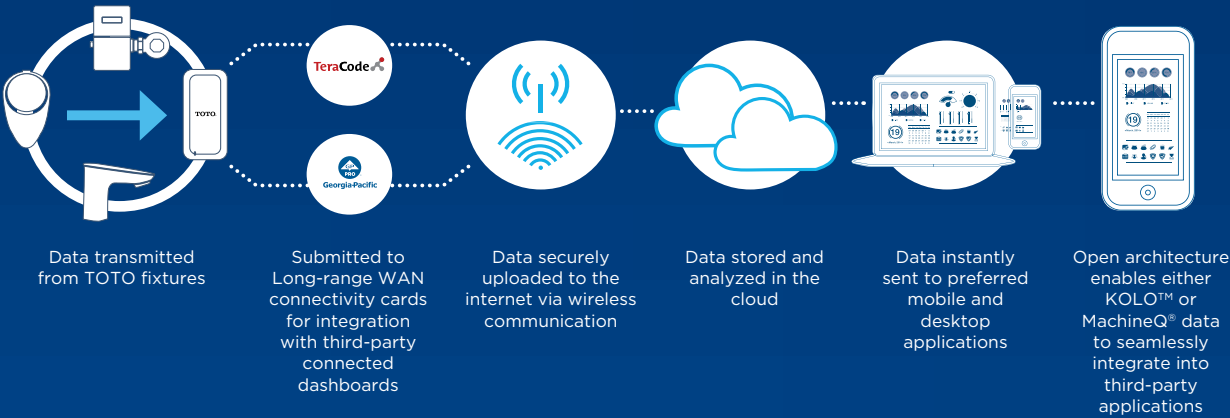 TOTO
TeraCode
PRO
Georgia-Pacific
19
19
Data transmitted
from TOTO fixtures
Submitted to
Long-range WAN
connectivity cards
for integration
with third-party
connected
dashboards
Data securely
uploaded to the
internet via wireless
communication
Data stored and
analyzed in the
cloud
Data instantly
sent to preferred
mobile and
desktop
applications
Open architecture
enables either
KOLO™ or
MachineQ® data
to seamlessly
integrate into
third-party
applications